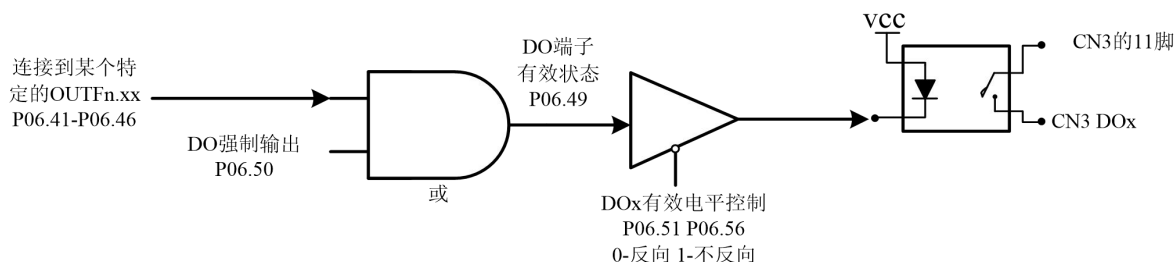 连接到某个特
定的OUTFn.xx
P06.41-P06.46
DO强制输出
P06.50
或
DO端子
有效状态
P06.49
DOx有效电平控制
P06.51 P06.56
0-反向 1-不反向
vcc
CN3的11脚
CN3 DOx